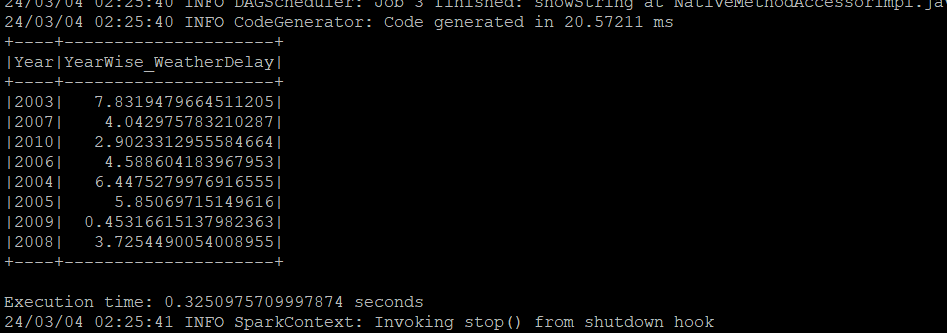 24/03/04 02:25:40 INFO DAGScheduler: Job 3 finished: showString at NativeMethodAccessorImpl.jav
24/03/04 02:25:40 INFO CodeGenerator: Code generated in 20.57211 ms
+----+---------------------+
|Year|YearWise_WeatherDelay|
+----+---------------------+
|2003|   7.8319479664511205|
|2007|    4.042975783210287|
|2010|   2.9023312955584664|
|2006|    4.588604183967953|
|2004|   6.4475279976916555|
|2005|     5.85069715149616|
|2009|  0.45316615137982363|
|2008|   3.7254490054008955|
+----+---------------------+
Execution time: 0.3250975709997874 seconds
24/03/04 02:25:41 INFO SparkContext: Invoking stop() from shutdown hook